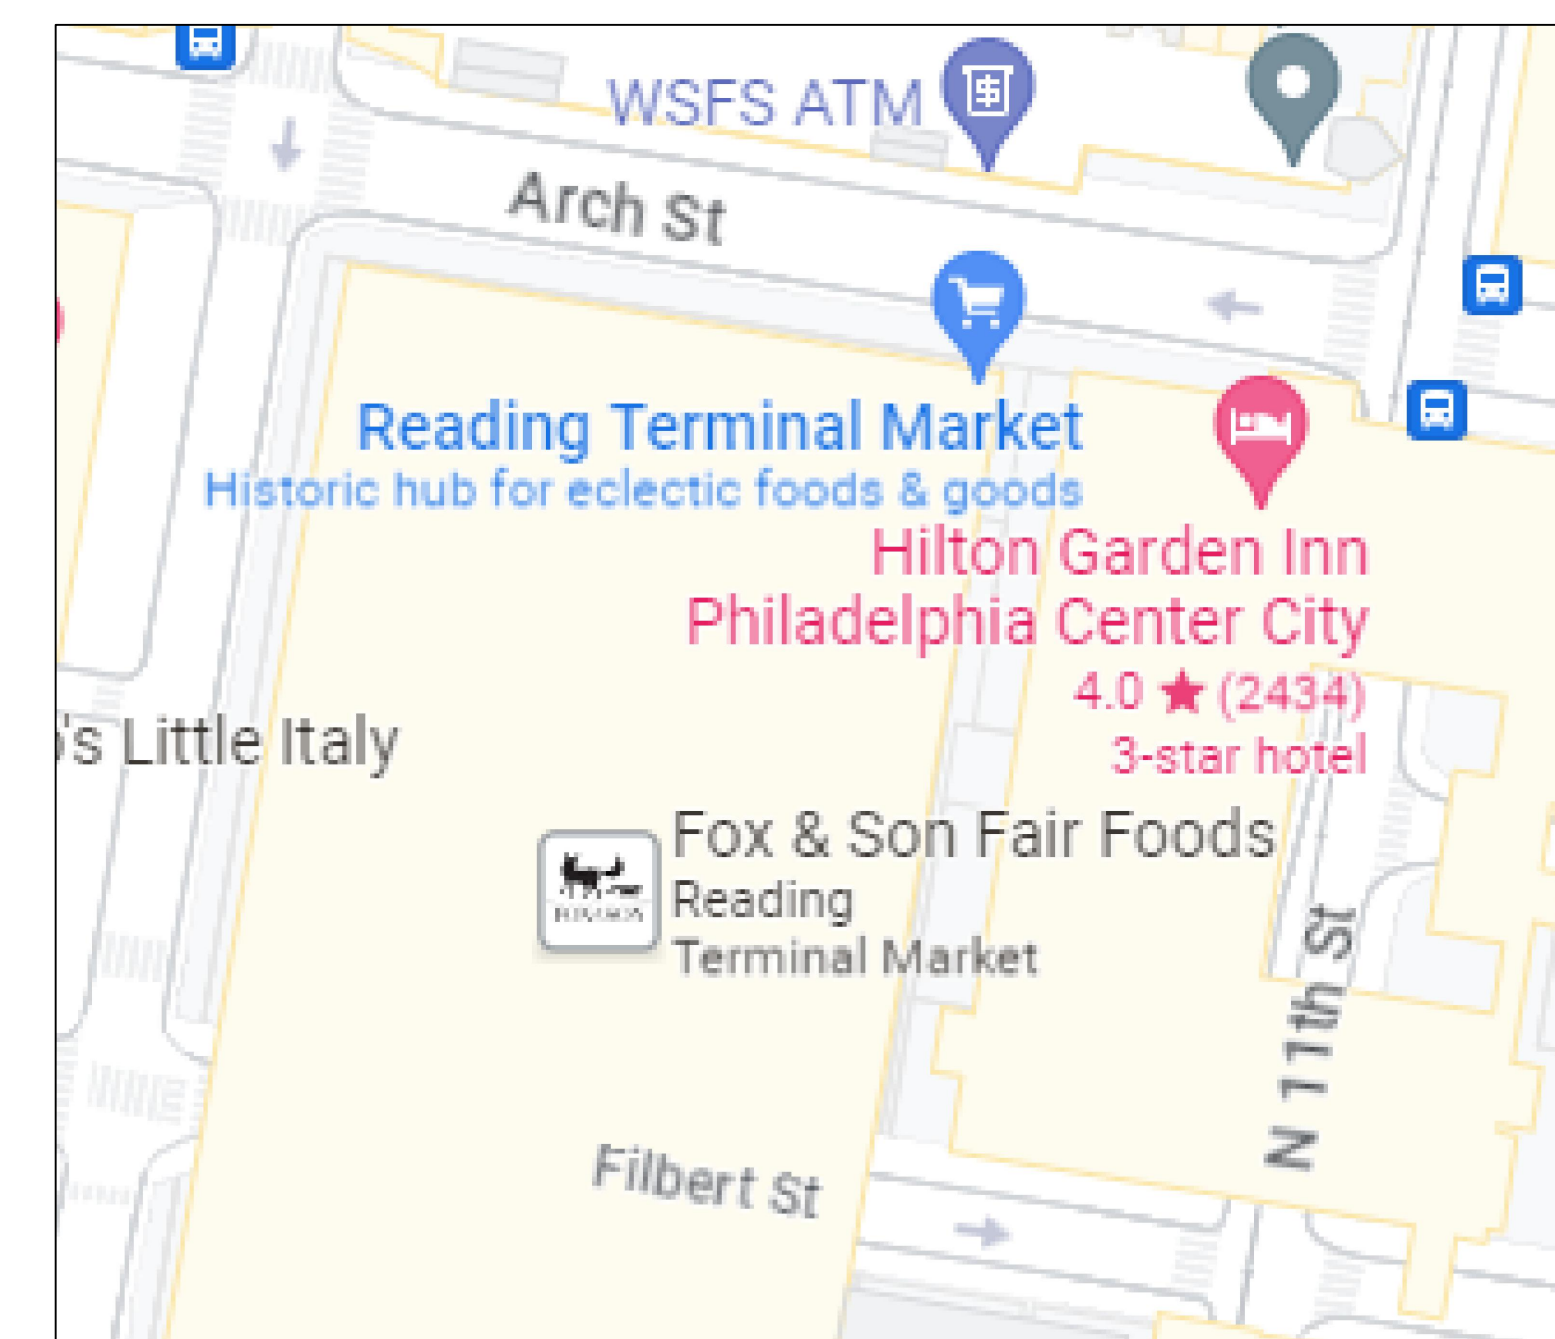 WSFS ATM
Arch St
Reading Terminal Market
Historic hub for eclectic foods & goods
Hilton Garden Inn
Philadelphia Center City
4.0 ★ (2434)
3-star hotel
's Little Italy
Fox & Son Fair Foods
Reading
Terminal Market
N 11th St
Filbert St